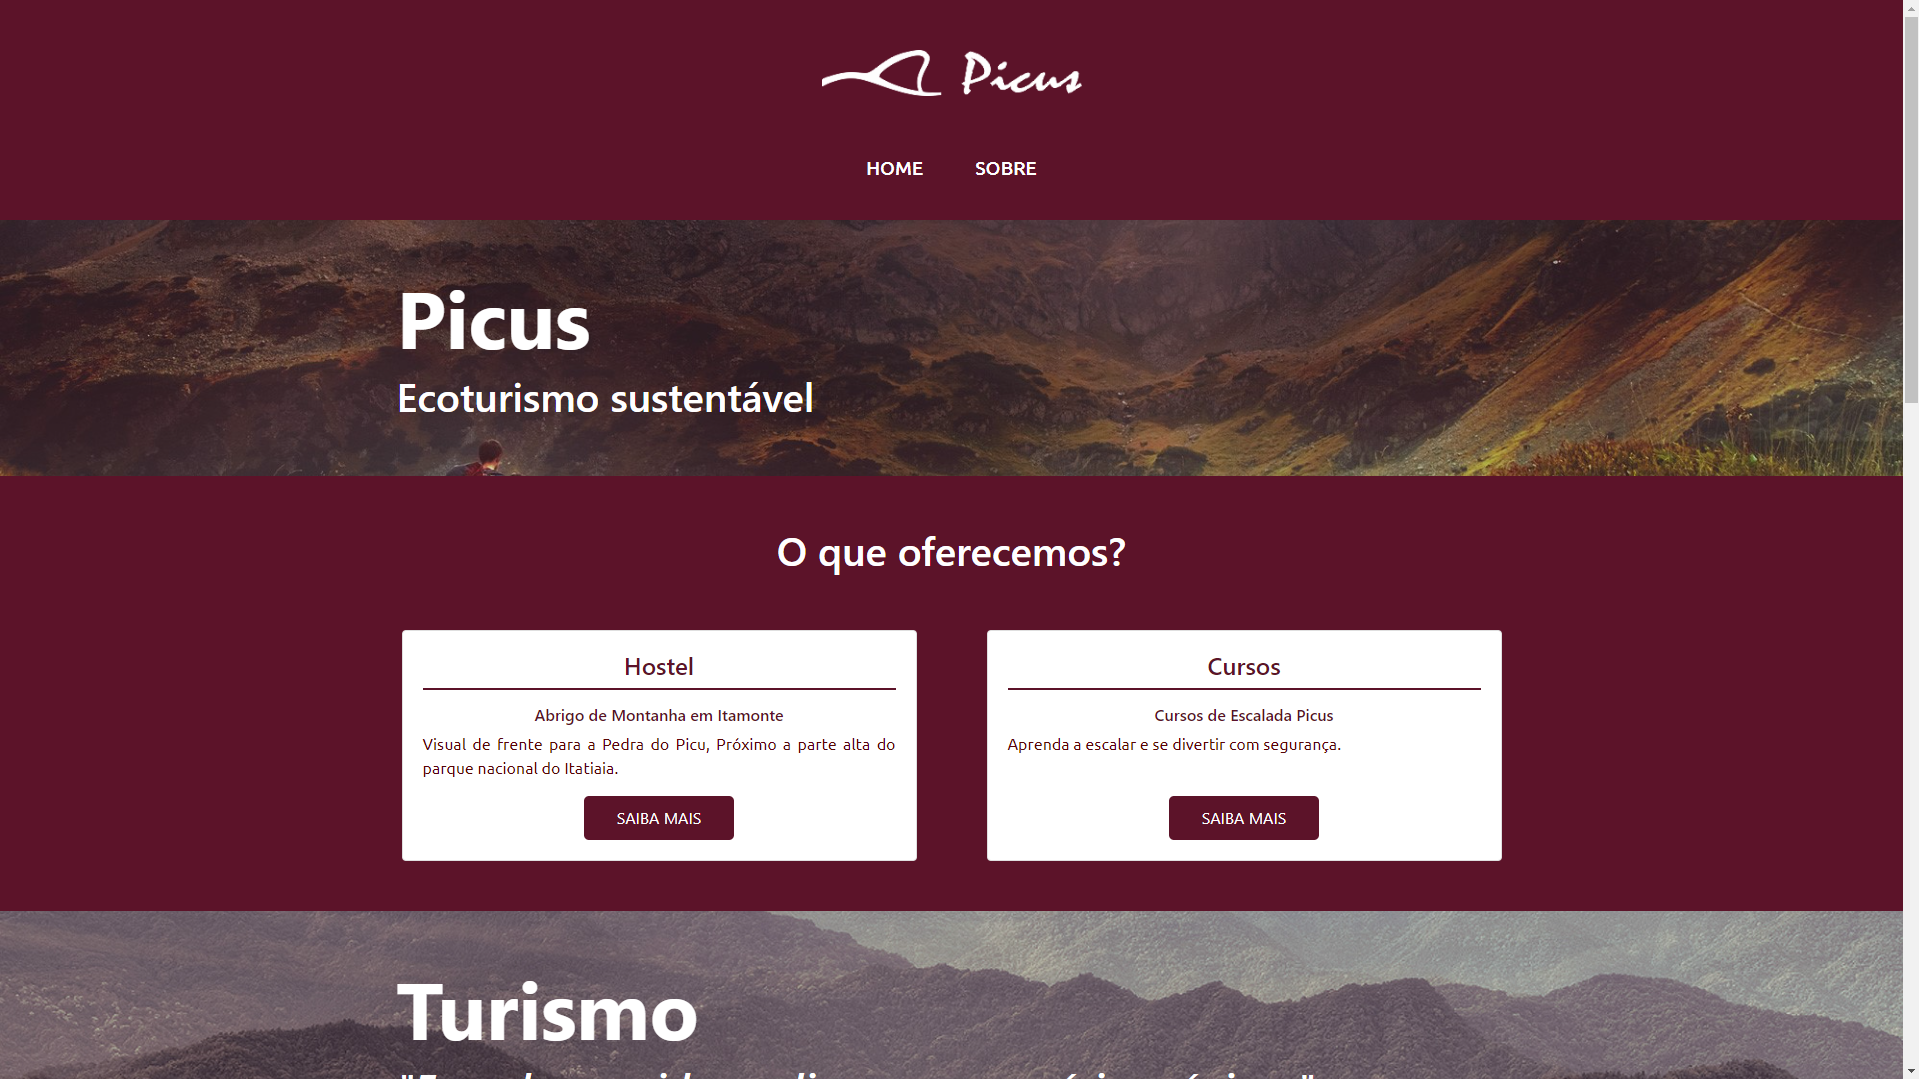 Picus
HOME
SOBRE
Picus
Ecoturismo sustentável
O que oferecemos?
Hostel
Abrigo de Montanha em Itamonte
Visual de frente para a Pedra do Picu, Próximo a parte alta do
parque nacional do Itatiaia.
SAIBA MAIS
Cursos
Cursos de Escalada Picus
Aprenda a escalar e se divertir com segurança.
SAIBA MAIS
Turismo